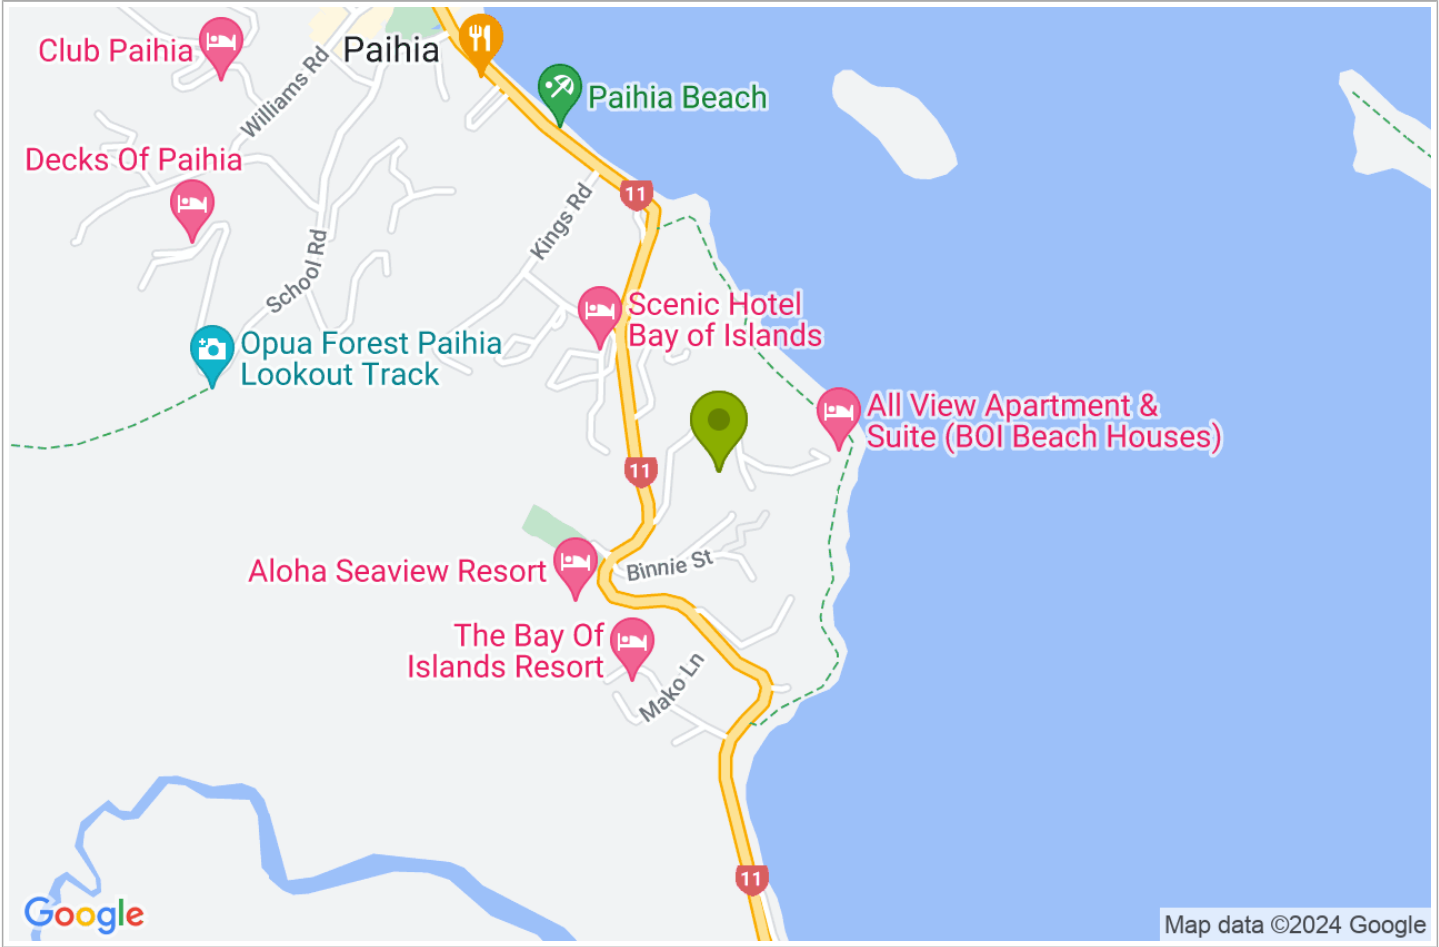 Club Paihia
Paihia
Williams Rd
Paihia Beach
Decks Of Paihia
11
Kings Rd
School Rd
Scenic Hotel
Bay of Islands
Opua Forest Paihia
Lookout Track
All View Apartment &
Suite (BOI Beach Houses)
11
Aloha Seaview Resort
Binnie St
The Bay Of
Islands Resort
Mako Ln
11
Google
Map data ©2024 Google